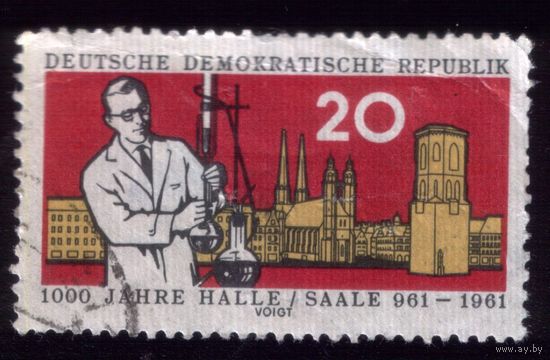 DEUTSCHE DEMOKRATISCHE REPUBLIK
20
1000 JAHRE HALLE / SAALE 961 – 1961
VOIGT
www.ay.by